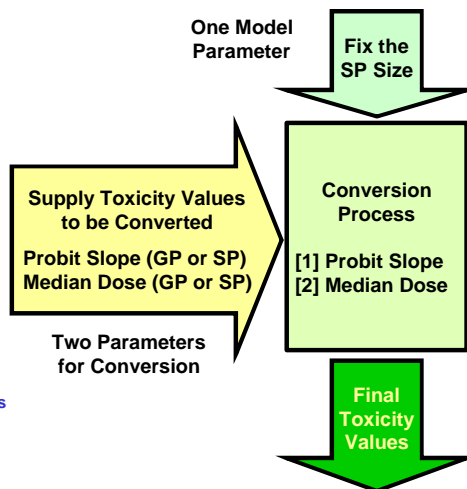 One Model
Parameter
Fix the
SP Size
Supply Toxicity Values
to be Converted
Probit Slope (GP or SP)
Median Dose (GP or SP)
Conversion
Process
[1] Probit Slope
[2] Median Dose
Two Parameters
for Conversion
s
Final
Toxicity
Values